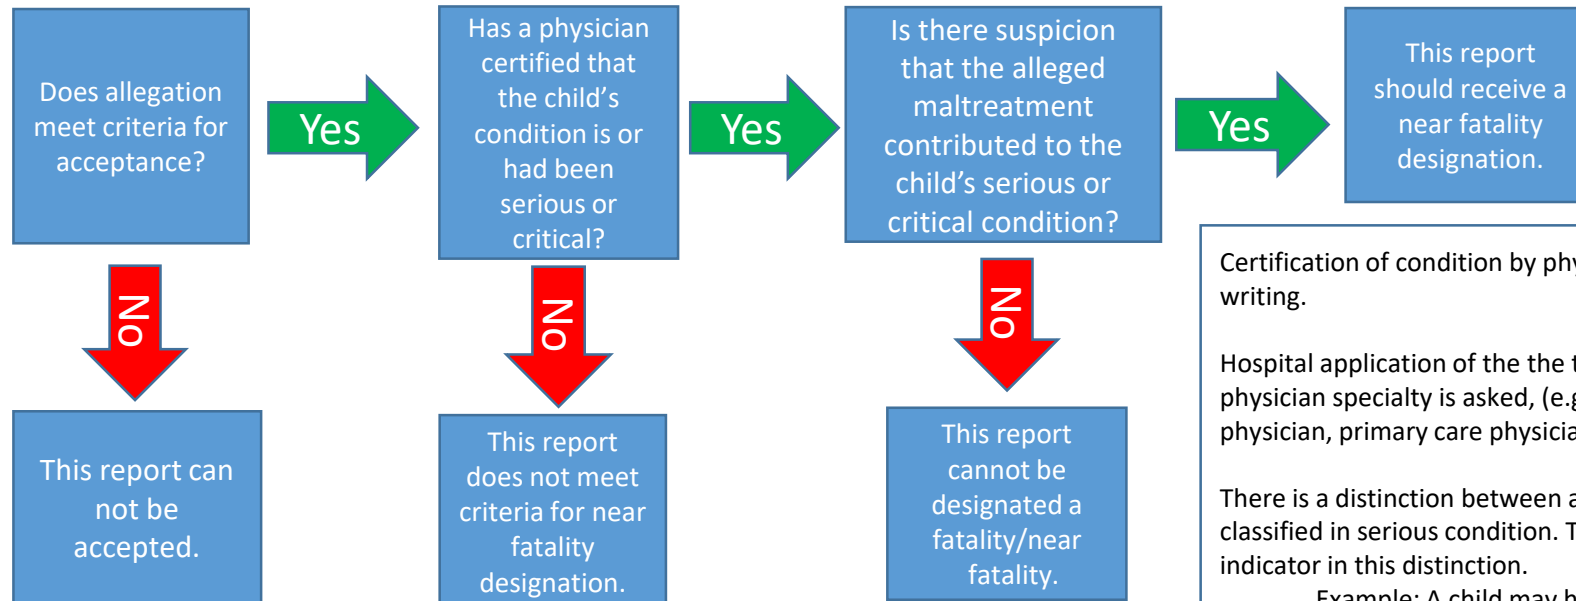 Does allegation
meet criteria for
acceptance?
Yes
Has a physician
certified that
the child's
condition is or
had been
serious or
critical?
Yes
Is there suspicion
that the alleged
maltreatment
contributed to the
child's serious or
critical condition?
Yes
This report
should receive a
near fatality
designation.
No
No
No
This report can
not be
accepted.
This report
does not meet
criteria for near
fatality
designation.
This report
cannot be
designated a
fatality/near
fatality.
Certification of condition by
writing.
Hospital application of the the
physician specialty is asked, (e.g
physician, primary care
There is a distinction between
classified in serious condition.
indicator in this distinction.
Example: A child may